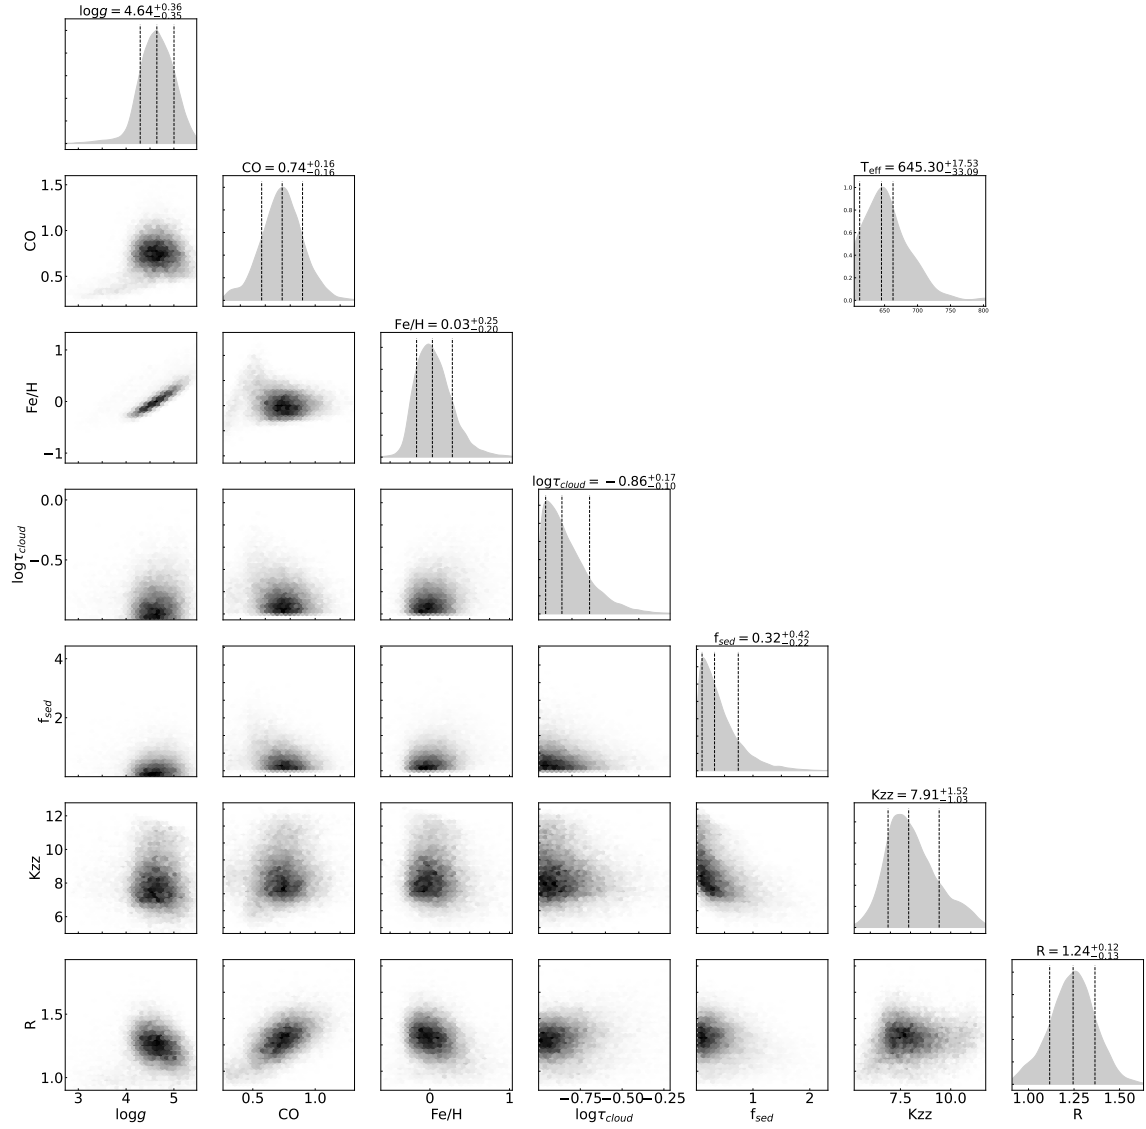 logg = 4.64+0.36−0.35
CO = 0.74+0.16−0.16
Teff = 645.30+17.53−33.09
1.5
1.0
0.5
CO
1.0
0.8
0.6
0.4
0.2
0.0
650 700 750 800
Fe/H = 0.03+0.25−0.20
1
0
−1
Fe/H
logτcloud = −0.86+0.17−0.10
0.0
−0.5
logτcloud
fsed = 0.32+0.42−0.22
4
2
fsed
Kzz = 7.91+1.52−1.03
12
10
8
6
Kzz
R = 1.24+0.12−0.13
1.5
1.0
R
3 4 5 0.5 1.0 0 1 −0.75 −0.50 −0.25 1 2 7.5 10.0 1.00 1.25 1.50
logg CO Fe/H logτcloud fsed Kzz R